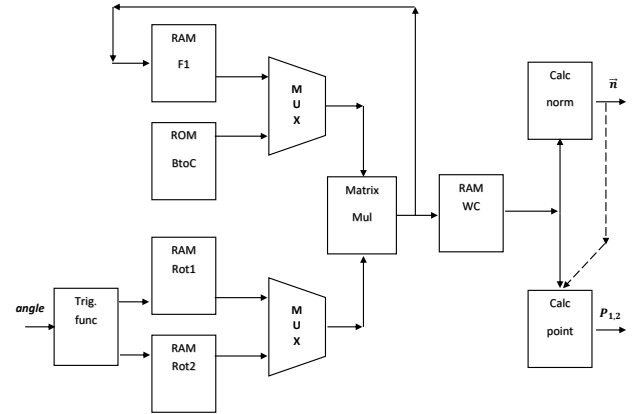 RAM
F1
M
U
X
ROM
BtoC
Calc
norm
n⃗
Matrix
Mul
RAM
WC
RAM
Rot1
angle
Trig.
func
M
U
X
RAM
Rot2
Calc
point
P₁,₂